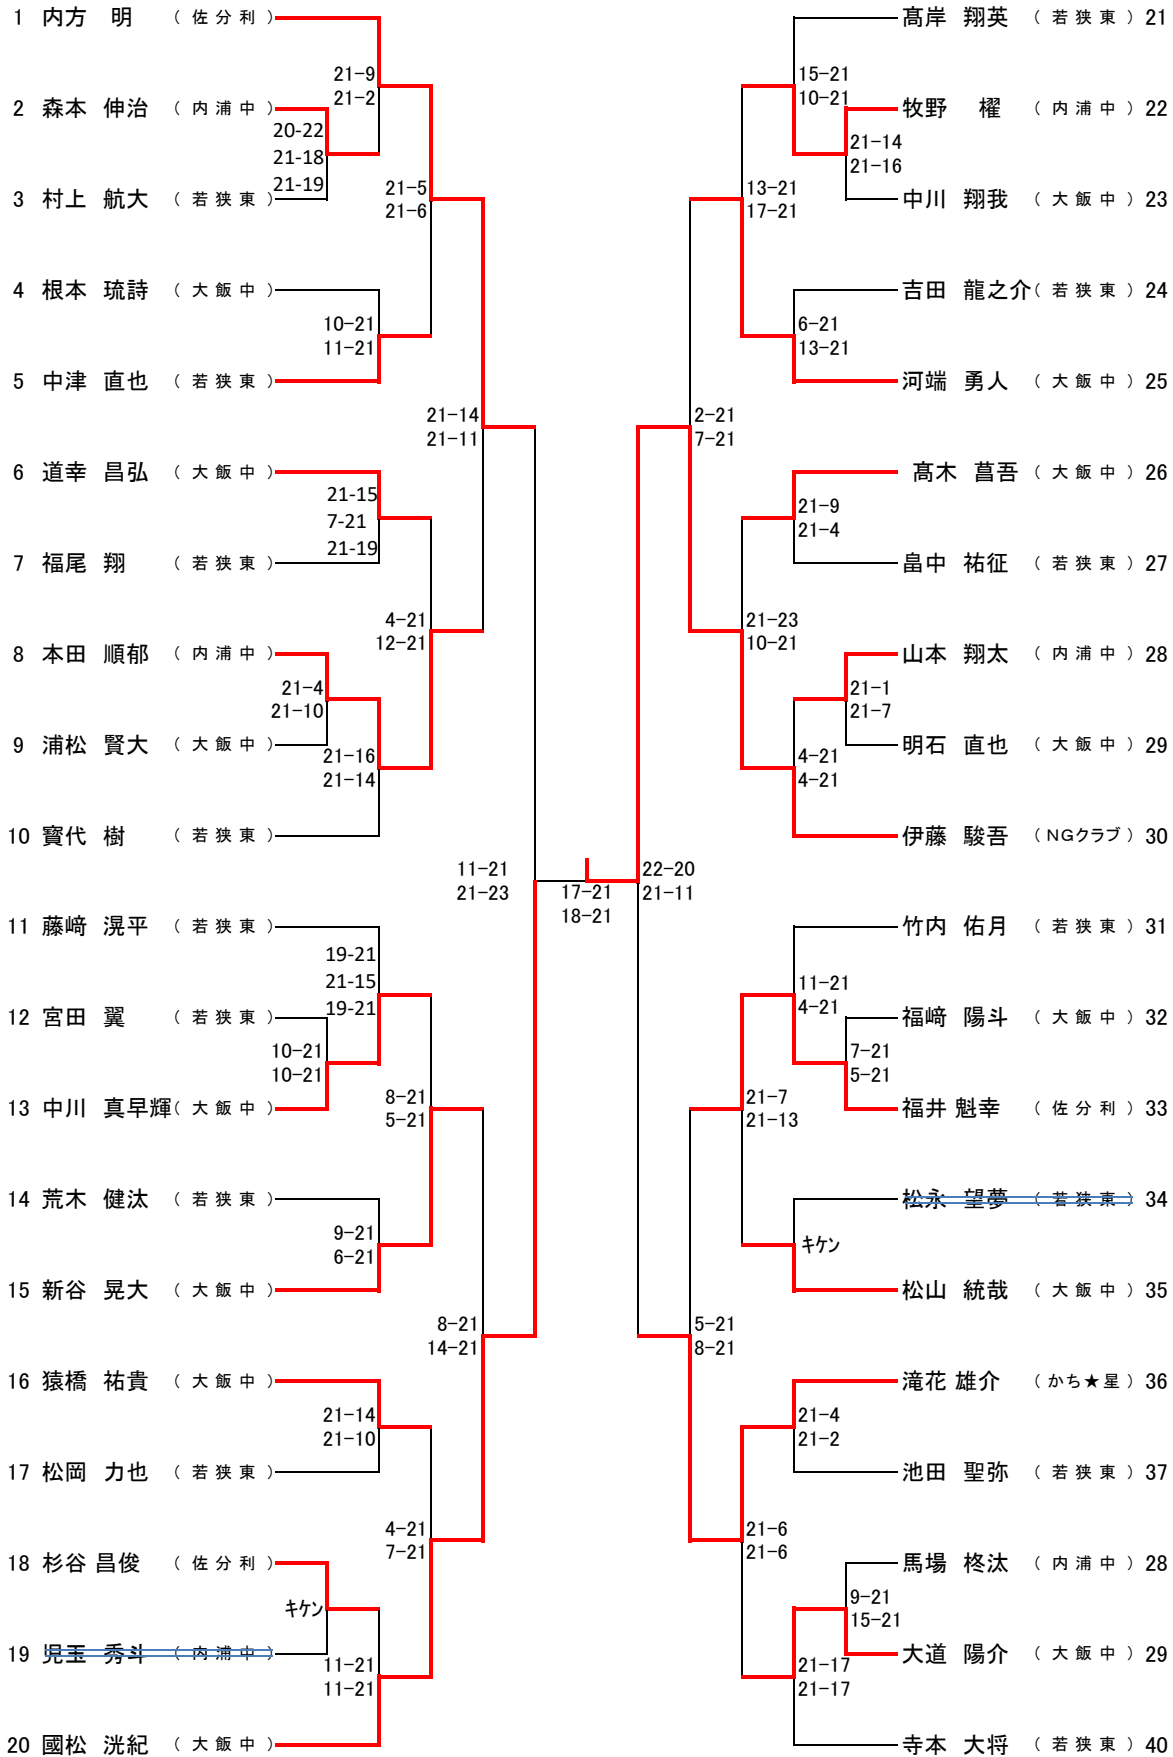 1 内方 明 （佐分利）
21-9
21-2
2 森本 伸治 （内浦中）
20-22
21-18
21-19
3 村上 航大 （若狭東）
21-5
21-6
4 根本 琉詩 （大飯中）
10-21
11-21
5 中津 直也 （若狭東）
21-14
21-11
6 道幸 昌弘 （大飯中）
21-15
7-21
21-19
7 福尾 翔 （若狭東）
4-21
12-21
8 本田 順郁 （内浦中）
21-4
21-10
9 浦松 賢大 （大飯中）
21-16
21-14
10 寳代 樹 （若狭東）
11-21
21-23
11 藤﨑 滉平 （若狭東）
19-21
21-15
19-21
12 宮田 翼 （若狭東）
10-21
10-21
13 中川 真早輝（大飯中）
8-21
5-21
14 荒木 健汰 （若狭東）
9-21
6-21
15 新谷 晃大 （大飯中）
8-21
14-21
16 猿橋 祐貴 （大飯中）
21-14
21-10
17 松岡 力也 （若狭東）
4-21
7-21
18 杉谷 昌俊 （佐分利）
キケン
19 児玉 秀斗 （内浦中）
11-21
11-21
20 國松 洸紀 （大飯中）
17-21
18-21
髙岸 翔英 （若狭東） 21
15-21
10-21
牧野 櫂 （内浦中） 22
21-14
21-16
中川 翔我 （大飯中） 23
13-21
17-21
吉田 龍之介（若狭東） 24
6-21
13-21
河端 勇人 （大飯中） 25
2-21
7-21
髙木 菖吾 （大飯中） 26
21-9
21-4
畠中 祐征 （若狭東） 27
21-23
10-21
山本 翔太 （内浦中） 28
21-1
21-7
明石 直也 （大飯中） 29
4-21
4-21
伊藤 駿吾 （NGクラブ） 30
22-20
21-11
竹内 佑月 （若狭東） 31
11-21
4-21
福﨑 陽斗 （大飯中） 32
7-21
5-21
福井 魁幸 （佐分利） 33
21-7
21-13
松永 望夢 （若狭東） 34
キケン
松山 統哉 （大飯中） 35
5-21
8-21
滝花 雄介 （かち★星） 36
21-4
21-2
池田 聖弥 （若狭東） 37
21-6
21-6
馬場 柊汰 （内浦中） 28
9-21
15-21
大道 陽介 （大飯中） 29
21-17
21-17
寺本 大将 （若狭東） 40